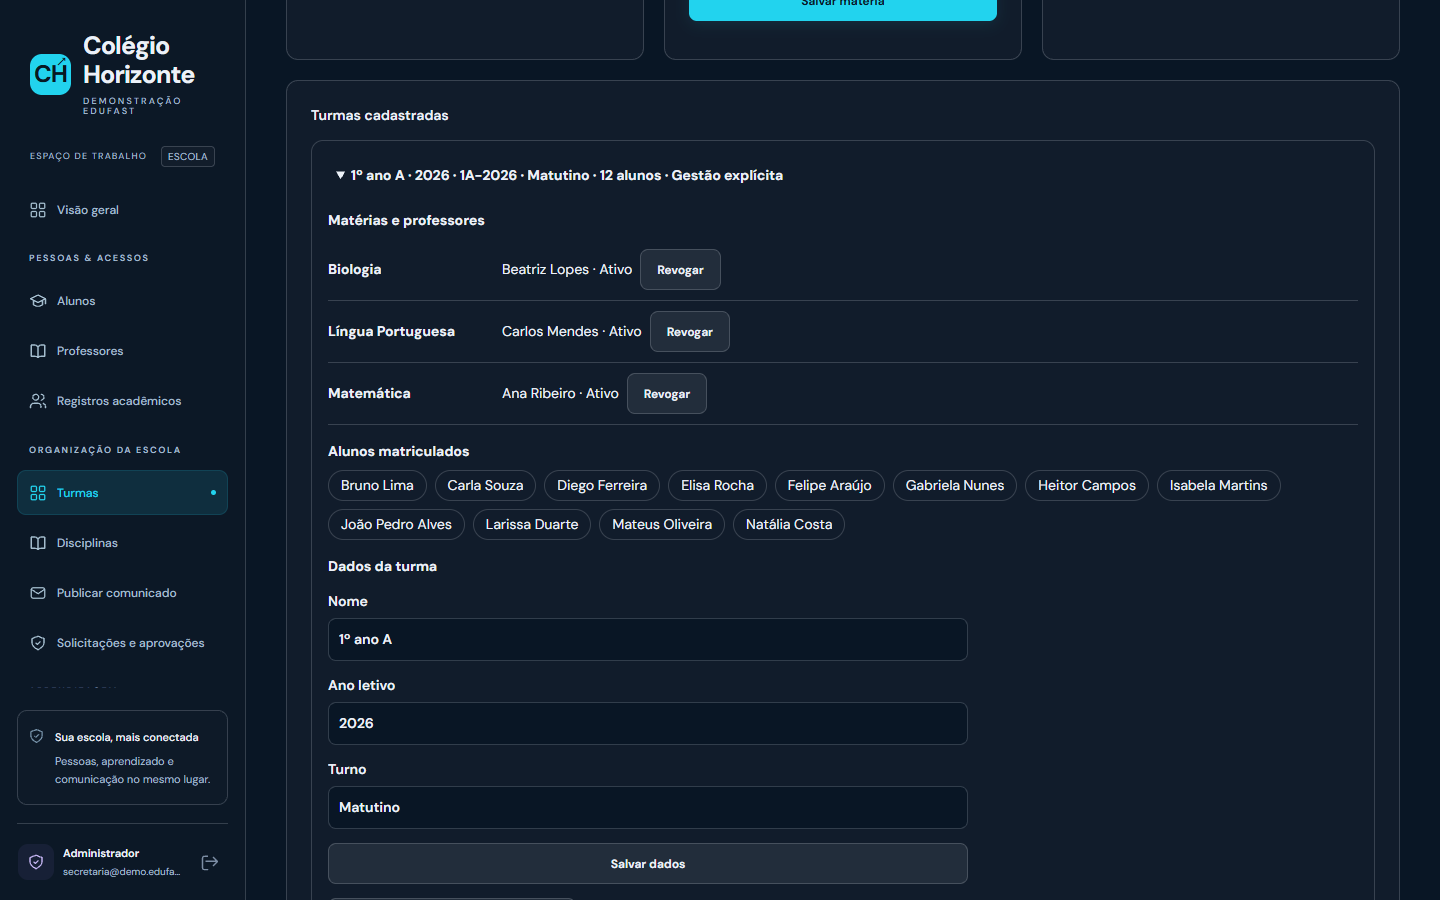 Colégio
Horizonte
DEMONSTRAÇÃO
EDUFAST
CH
ESPAÇO DE TRABALHO ESCOLA
Visão geral
PESSOAS & ACESSOS
Alunos
Professores
Registros acadêmicos
ORGANIZAÇÃO DA ESCOLA
Turmas
Disciplinas
Publicar comunicado
Solicitações e aprovações
Sua escola, mais conectada
Pessoas, aprendizado e
comunicação no mesmo lugar.
Administrador
secretaria@demo.edufa...
Salvar matéria
Turmas cadastradas
▼ 1º ano A · 2026 · 1A-2026 · Matutino · 12 alunos · Gestão explícita
Matérias e professores
Biologia Beatriz Lopes · Ativo Revogar
Língua Portuguesa Carlos Mendes · Ativo Revogar
Matemática Ana Ribeiro · Ativo Revogar
Alunos matriculados
Bruno Lima Carla Souza Diego Ferreira Elisa Rocha Felipe Araújo Gabriela Nunes Heitor Campos Isabela Martins
João Pedro Alves Larissa Duarte Mateus Oliveira Natália Costa
Dados da turma
Nome
1º ano A
Ano letivo
2026
Turno
Matutino
Salvar dados